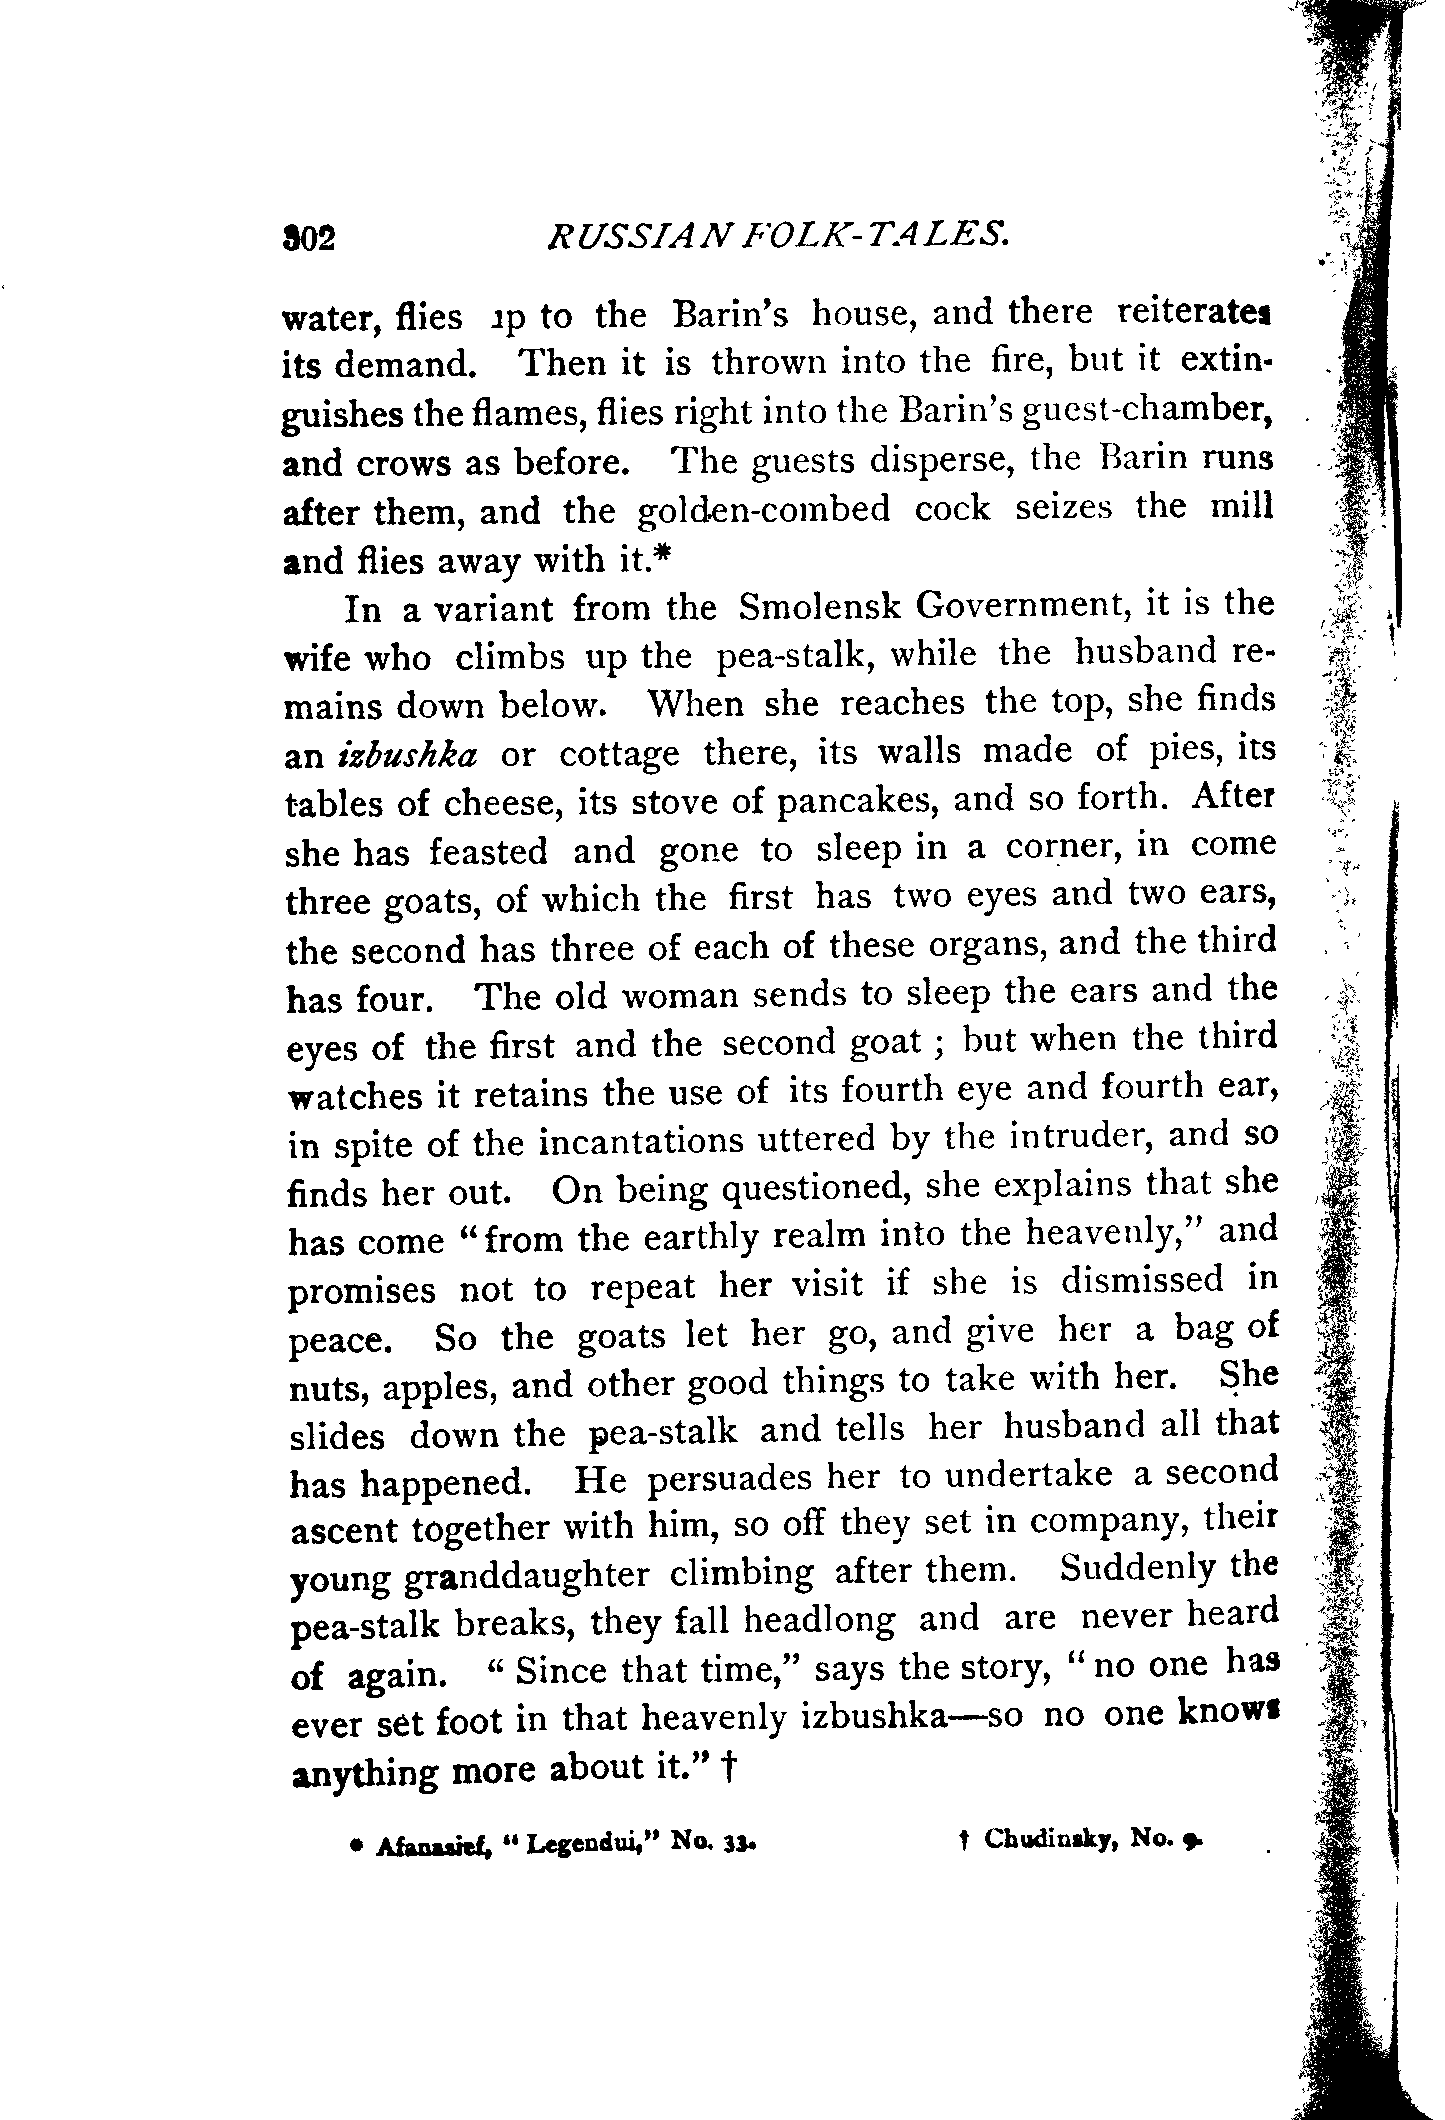 302 RUSSIAN FOLK-TALES.
water, flies up to the Barin's house, and there reiterates
its demand. Then it is thrown into the fire, but it extin-
guishes the flames, flies right into the Barin's guest-chamber,
and crows as before. The guests disperse, the Barin runs
after them, and the golden-combed cock seizes the mill
and flies away with it.*
In a variant from the Smolensk Government, it is the
wife who climbs up the pea-stalk, while the husband re-
mains down below. When she reaches the top, she finds
an izbushka or cottage there, its walls made of pies, its
tables of cheese, its stove of pancakes, and so forth. After
she has feasted and gone to sleep in a corner, in come
three goats, of which the first has two eyes and two ears,
the second has three of each of these organs, and the third
has four. The old woman sends to sleep the ears and the
eyes of the first and the second goat ; but when the third
watches it retains the use of its fourth eye and fourth ear,
in spite of the incantations uttered by the intruder, and so
finds her out. On being questioned, she explains that she
has come "from the earthly realm into the heavenly," and
promises not to repeat her visit if she is dismissed in
peace. So the goats let her go, and give her a bag of
nuts, apples, and other good things to take with her. She
slides down the pea-stalk and tells her husband all that
has happened. He persuades her to undertake a second
ascent together with him, so off they set in company, their
young granddaughter climbing after them. Suddenly the
pea-stalk breaks, they fall headlong and are never heard
of again. "Since that time," says the story, "no one has
ever set foot in that heavenly izbushka—so no one knows
anything more about it." †
* Afanasief, "Legendui," No. 33. † Chudinsky, No. 9.